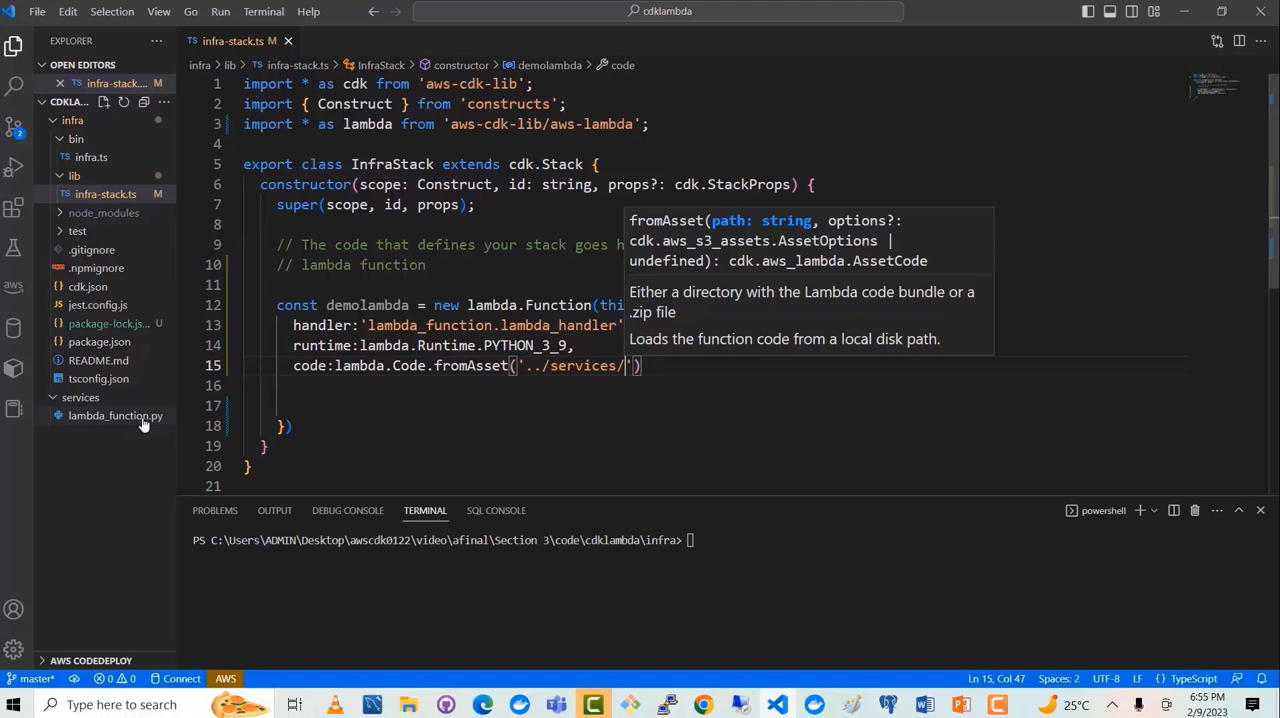 File Edit Selection View Go Run Terminal Help
cdklambda
EXPLORER
OPEN EDITORS
infra-stack.... M
CDKLA...
infra
bin
infra.ts
lib
infra-stack.ts M
node_modules
test
.gitignore
.npmignore
cdk.json
jest.config.js
package-lock.js... U
package.json
README.md
tsconfig.json
services
lambda_function.py
AWS CODEDEPLOY
TS infra-stack.ts M
infra > lib > TS infra-stack.ts > InfraStack > constructor > demolambda > code
1 import * as cdk from 'aws-cdk-lib';
2 import { Construct } from 'constructs';
3 import * as lambda from 'aws-cdk-lib/aws-lambda';
4
5 export class InfraStack extends cdk.Stack {
6 constructor(scope: Construct, id: string, props?: cdk.StackProps) {
7 super(scope, id, props);
8
9 // The code that defines your stack goes h
10 // lambda function
11
12 const demolambda = new lambda.Function(thi
13 handler:'lambda_function.lambda_handler'
14 runtime:lambda.Runtime.PYTHON_3_9,
15 code:lambda.Code.fromAsset('../services/')
16
17
18 })
19 }
20 }
21
fromAsset(path: string, options?:
cdk.aws_s3_assets.AssetOptions |
undefined): cdk.aws_lambda.AssetCode
Either a directory with the Lambda code bundle or a
.zip file
Loads the function code from a local disk path.
PROBLEMS OUTPUT DEBUG CONSOLE TERMINAL SQL CONSOLE
powershell
PS C:\Users\ADMIN\Desktop\awscdk0122\video\afinal\Section 3\code\cdklambda\infra>
master* 0 0 Connect AWS Ln 15, Col 47 Spaces: 2 UTF-8 LF TypeScript
Type here to search
25°C
6:55 PM
2/9/2023